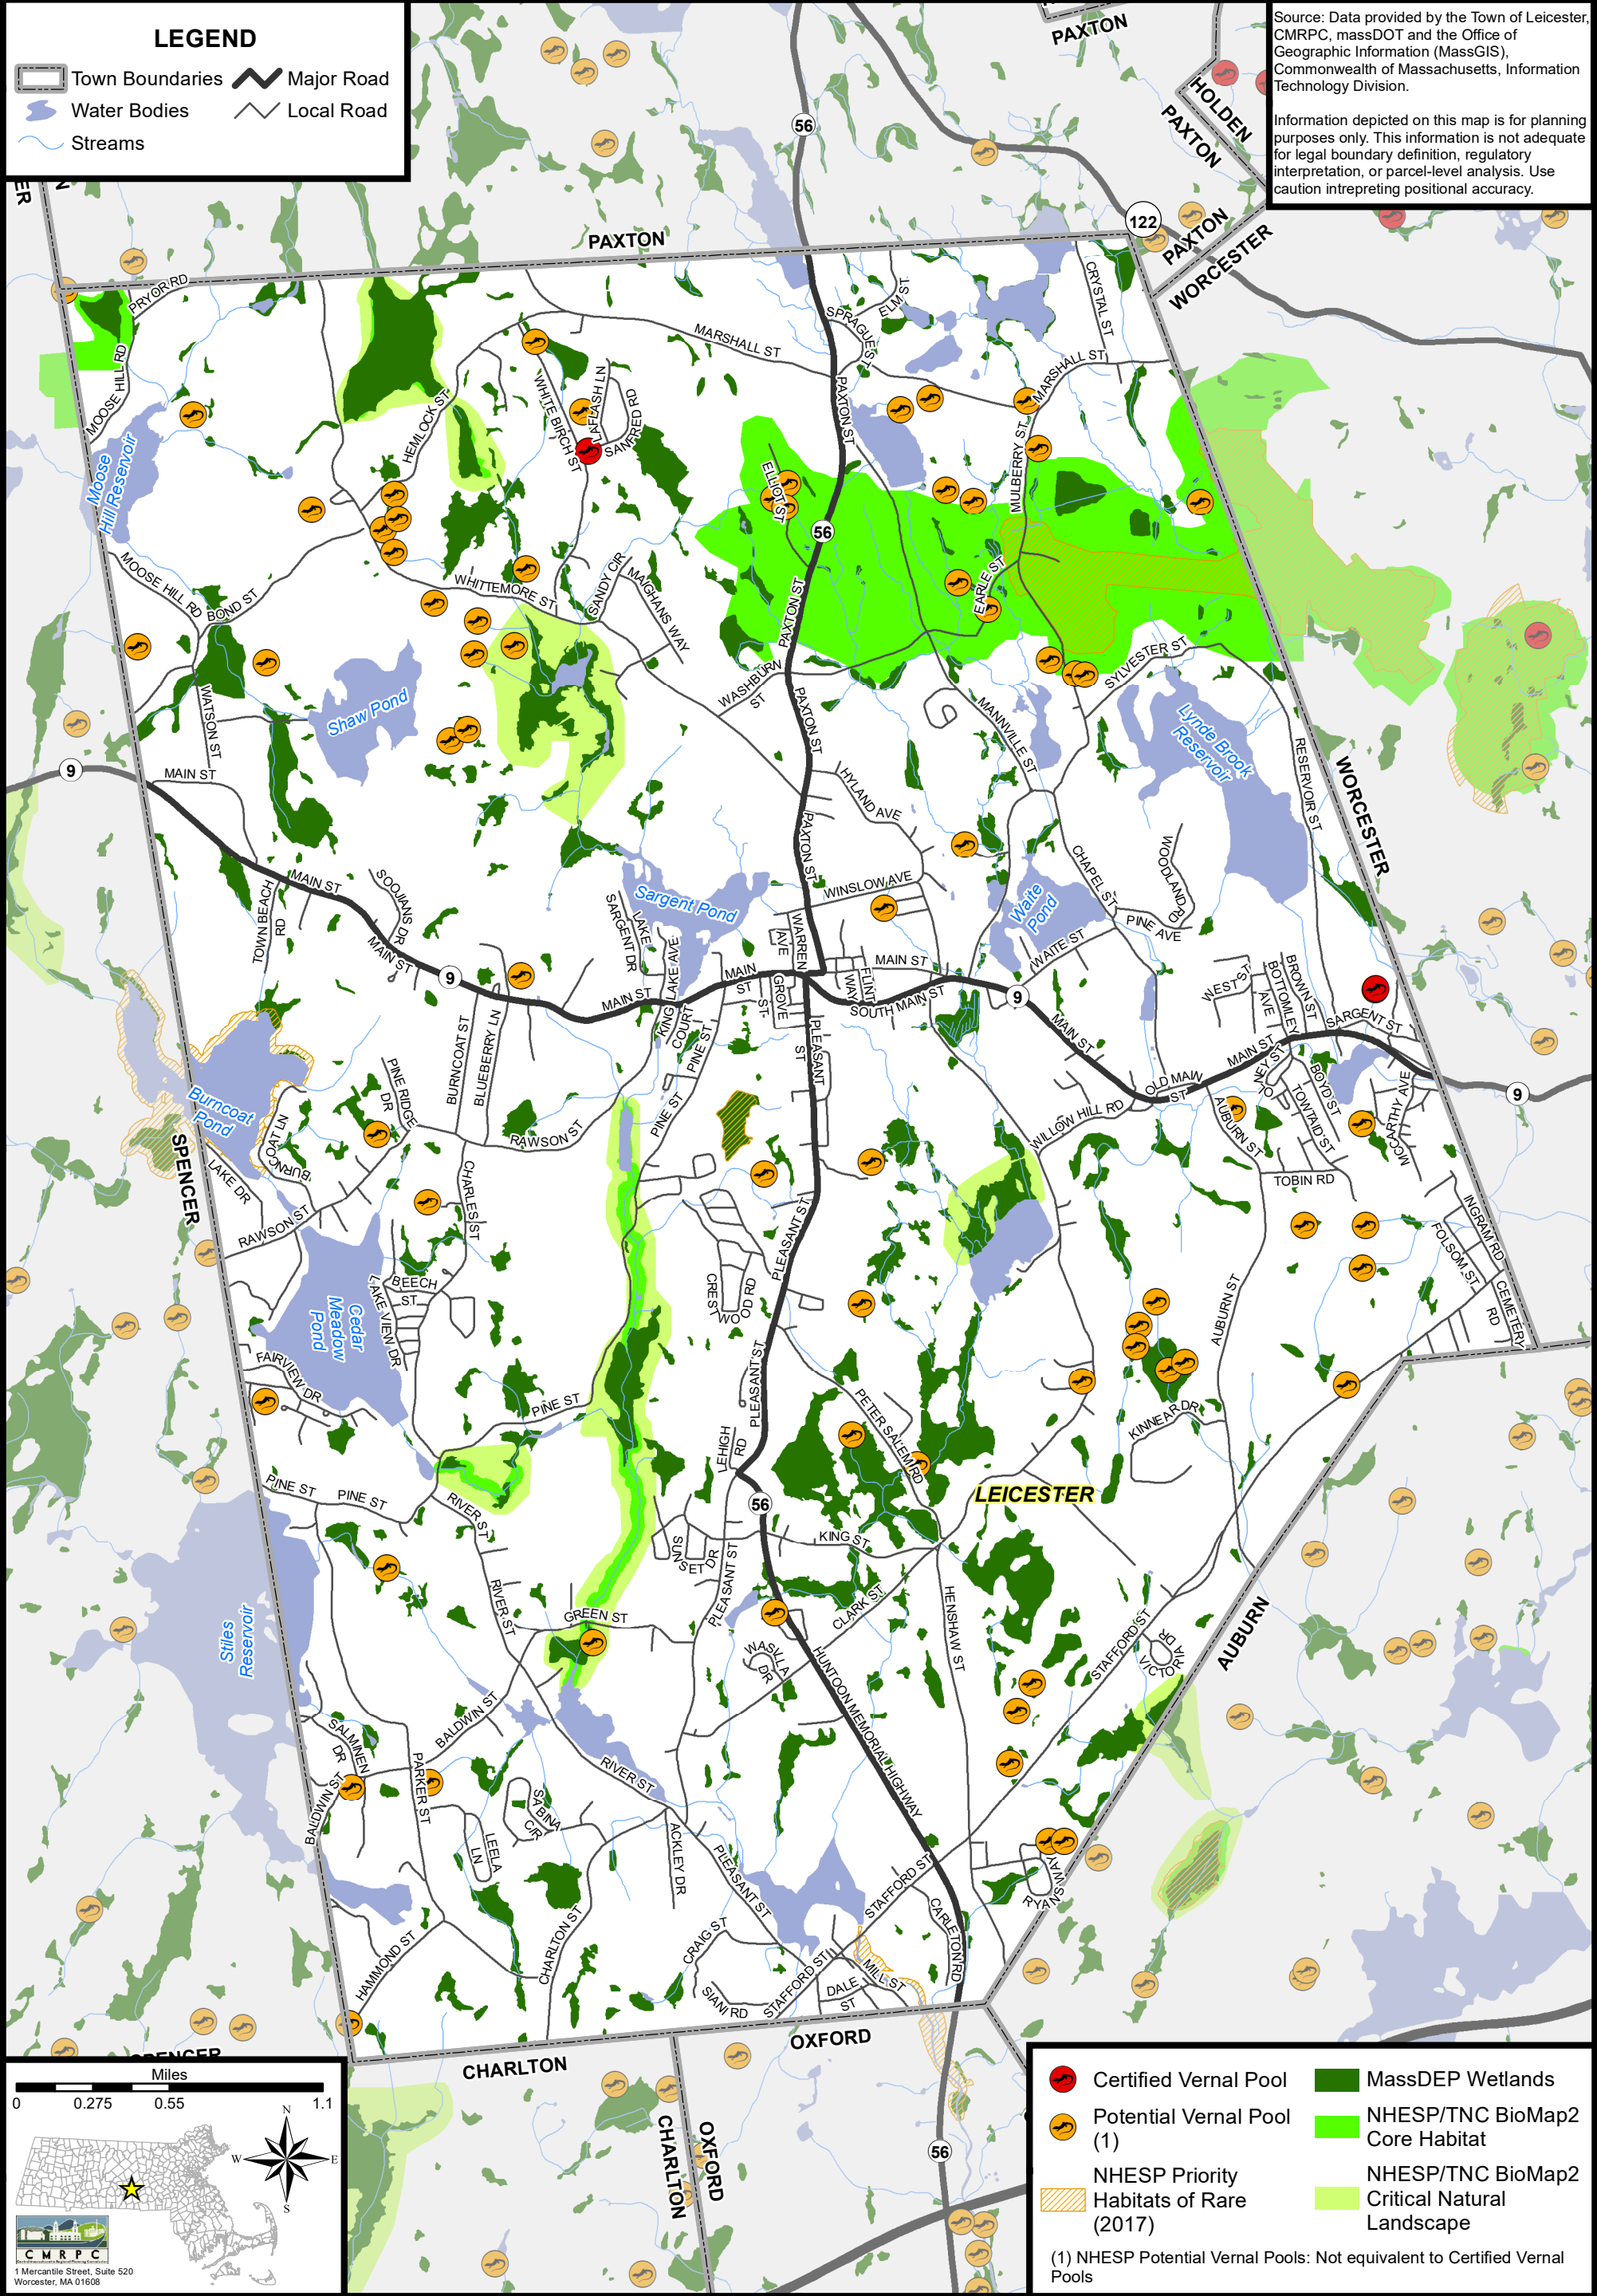 LEGEND
Town Boundaries
Major Road
Water Bodies
Local Road
Streams
Source: Data provided by the Town of Leicester,
CMRPC, massDOT and the Office of
Geographic Information (MassGIS),
Commonwealth of Massachusetts, Information
Technology Division.
Information depicted on this map is for planning
purposes only. This information is not adequate
for legal boundary definition, regulatory
interpretation, or parcel-level analysis. Use
caution intrepreting positional accuracy.
PAXTON
HOLDEN
PAXTON
56
122
PAXTON
WORCESTER
PAXTON
PRYOR RD
MOOSE HILL RD
Moose
Hill Reservoir
HEMLOCK ST
WHITE BIRCH ST
LAFLASH LN
SANFRED RD
MARSHALL ST
SPRAGUE ST
ELM ST
CRYSTAL ST
MARSHALL ST
PAXTON ST
MULBERRY ST
ELLIOT ST
56
EARLE ST
MOOSE HILL RD
BOND ST
WHITTEMORE ST
SANDY CIR
MAIGHANS WAY
PAXTON ST
WASHBURN
ST
SYLVESTER ST
WATSON ST
Shaw Pond
PAXTON ST
MANNVILLE ST
Lynde Brook
Reservoir
RESERVOIR ST
WORCESTER
9
MAIN ST
HYLAND AVE
PAXTON ST
CHAPEL ST
WOODLAND RD
PINE AVE
MAIN ST
SOOJIANS DR
TOWN BEACH
RD
MAIN ST
9
Sargent Pond
SARGENT DR
LAKE
LAKE AVE
KING
COURT
WINSLOW AVE
WARREN
AVE
MAIN
ST
MAIN ST
FLINT
WAY
GROVE
ST
SOUTH MAIN ST
MAIN ST
Waite
Pond
WAITE ST
9
MAIN ST
WEST ST
BROWN ST
BOTTOMLEY
AVE
SARGENT ST
MAIN ST
OLD MAIN
ST
BOYD ST
TOWTAID ST
MCCARTHY AVE
9
AUBURN ST
TOBIN RD
WILLOW HILL RD
PLEASANT
ST
PINE ST
PINE ST
BURNCOAT ST
BLUEBERRY LN
PINE RIDGE
DR
RAWSON ST
Burncoat
Pond
BURNCOAT LN
SPENCER
LAKE DR
RAWSON ST
CHARLES ST
Cedar
Meadow
Pond
BEECH
ST
LAKE VIEW DR
CRESTWOOD RD
PLEASANT ST
INGRAM RD
FOLSOM ST
CEMETERY
RD
AUBURN ST
FAIRVIEW DR
PINE ST
PLEASANT ST
PETER SALEM RD
KINNEAR DR
LEHIGH
RD
LEICESTER
PINE ST
PINE ST
RIVER ST
56
SUNSET DR
KING ST
PLEASANT ST
CLARK ST
HENSHAW ST
Stiles
Reservoir
RIVER ST
GREEN ST
WASILLA
DR
HUNTOON MEMORIAL HIGHWAY
STAFFORD ST
VICTORIA DR
AUBURN
SALMINEN
DR
BALDWIN ST
BALDWIN ST
PARKER ST
RIVER ST
SABINA
CIR
LEELA
LN
ACKLEY DR
PLEASANT ST
STAFFORD ST
RYANS WAY
CARLETON RD
HAMMOND ST
CHARLTON ST
CRAIG ST
SIANI RD
STAFFORD ST
MILL ST
DALE
ST
SPENCER
CHARLTON
OXFORD
CHARLTON
OXFORD
56
Miles
0 0.275 0.55 1.1
N
W E
S
CMRPC
1 Mercantile Street, Suite 520
Worcester, MA 01608
Certified Vernal Pool
Potential Vernal Pool
(1)
NHESP Priority
Habitats of Rare
(2017)
MassDEP Wetlands
NHESP/TNC BioMap2
Core Habitat
NHESP/TNC BioMap2
Critical Natural
Landscape
(1) NHESP Potential Vernal Pools: Not equivalent to Certified Vernal
Pools